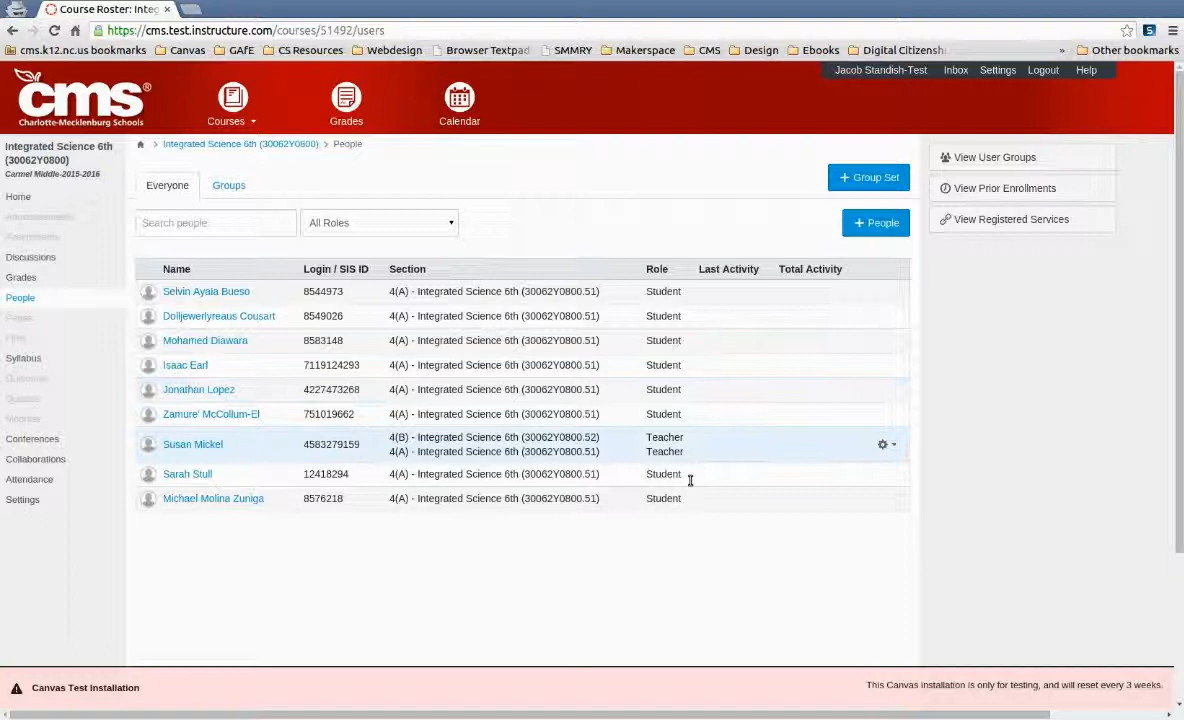 Course Roster: Integ
https://cms.test.instructure.com/courses/51492/users
cms.k12.nc.us bookmarks Canvas GAfE CS Resources Webdesign Browser Textpad SMMRY Makerspace CMS Design Ebooks Digital Citizensh » Other bookmarks
Jacob Standish-Test Inbox Settings Logout Help
cms®
Charlotte-Mecklenburg Schools
Courses Grades Calendar
Integrated Science 6th
(30062Y0800)
Carmel Middle-2015-2016
Home
Announcements
Assignments
Discussions
Grades
People
Pages
Files
Syllabus
Outcomes
Quizzes
Modules
Conferences
Collaborations
Attendance
Settings
> Integrated Science 6th (30062Y0800) > People
Everyone Groups + Group Set
Search people All Roles + People
Name Login / SIS ID Section Role Last Activity Total Activity
Selvin Ayala Bueso 8544973 4(A) - Integrated Science 6th (30062Y0800.51) Student
Dolljewerlyreaus Cousart 8549026 4(A) - Integrated Science 6th (30062Y0800.51) Student
Mohamed Diawara 8583148 4(A) - Integrated Science 6th (30062Y0800.51) Student
Isaac Earl 7119124293 4(A) - Integrated Science 6th (30062Y0800.51) Student
Jonathan Lopez 4227473268 4(A) - Integrated Science 6th (30062Y0800.51) Student
Zamure' McCollum-El 751019662 4(A) - Integrated Science 6th (30062Y0800.51) Student
Susan Mickel 4583279159 4(B) - Integrated Science 6th (30062Y0800.52) Teacher
4(A) - Integrated Science 6th (30062Y0800.51) Teacher
Sarah Stull 12418294 4(A) - Integrated Science 6th (30062Y0800.51) Student
Michael Molina Zuniga 8576218 4(A) - Integrated Science 6th (30062Y0800.51) Student
View User Groups
View Prior Enrollments
View Registered Services
Canvas Test Installation This Canvas installation is only for testing, and will reset every 3 weeks.